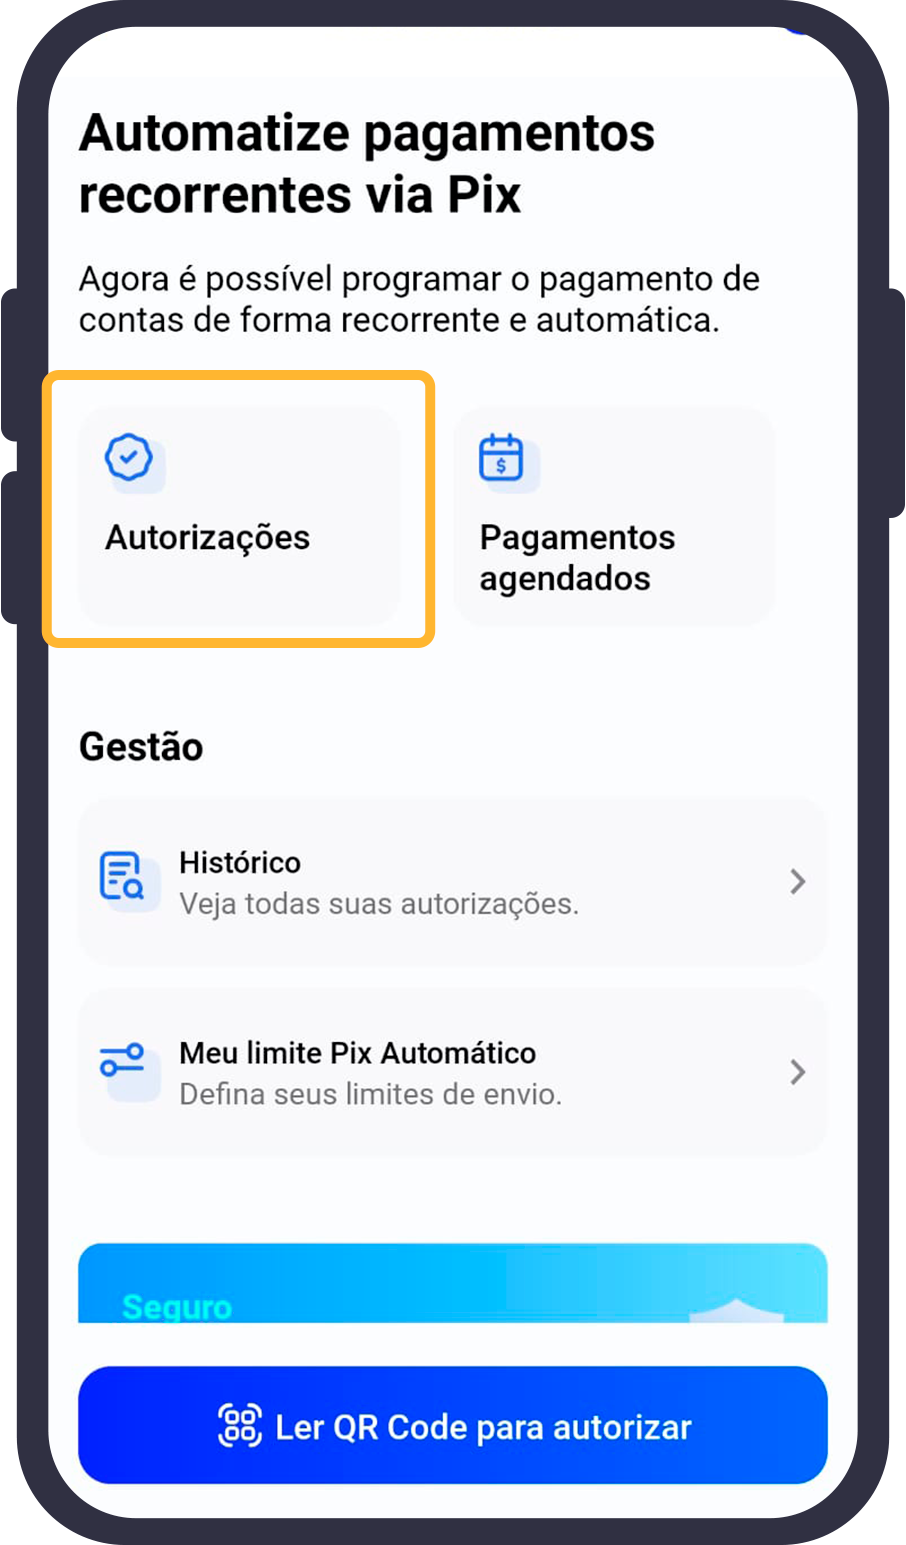 Automatize pagamentos
recorrentes via Pix
Agora é possível programar o pagamento de
contas de forma recorrente e automática.
Autorizações
$
Pagamentos
agendados
Gestão
Histórico
Veja todas suas autorizações.
Meu limite Pix Automático
Defina seus limites de envio.
Seguro
Ler QR Code para autorizar